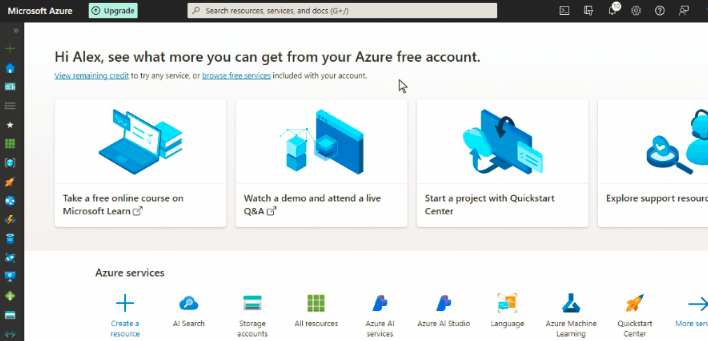 Microsoft Azure
Upgrade
Search resources, services, and docs (G+/)
10
Hi Alex, see what more you can get from your Azure free account.
View remaining credit to try any service, or browse free services included with your account.
Take a free online course on
Microsoft Learn
Watch a demo and attend a live
Q&A
Start a project with Quickstart
Center
Explore support resour
Azure services
Create a
resource
AI Search
Storage
accounts
All resources
Azure AI
services
Azure AI Studio
Language
Azure Machine
Learning
Quickstart
Center
More serv